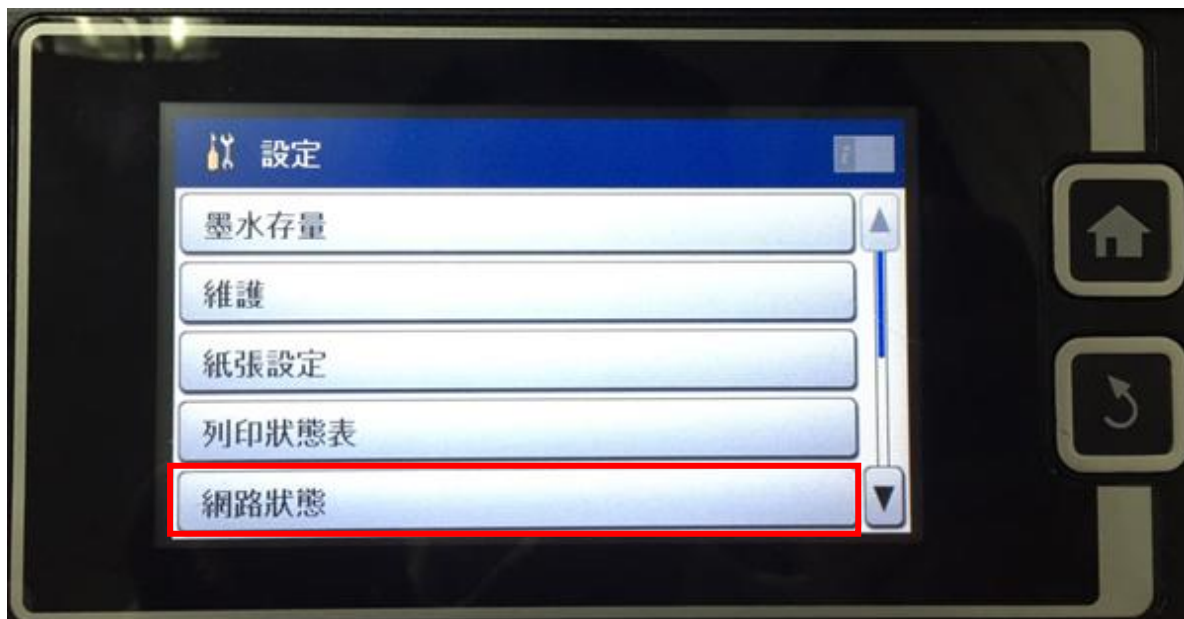 設定
墨水存量
維護
紙張設定
列印狀態表
網路狀態